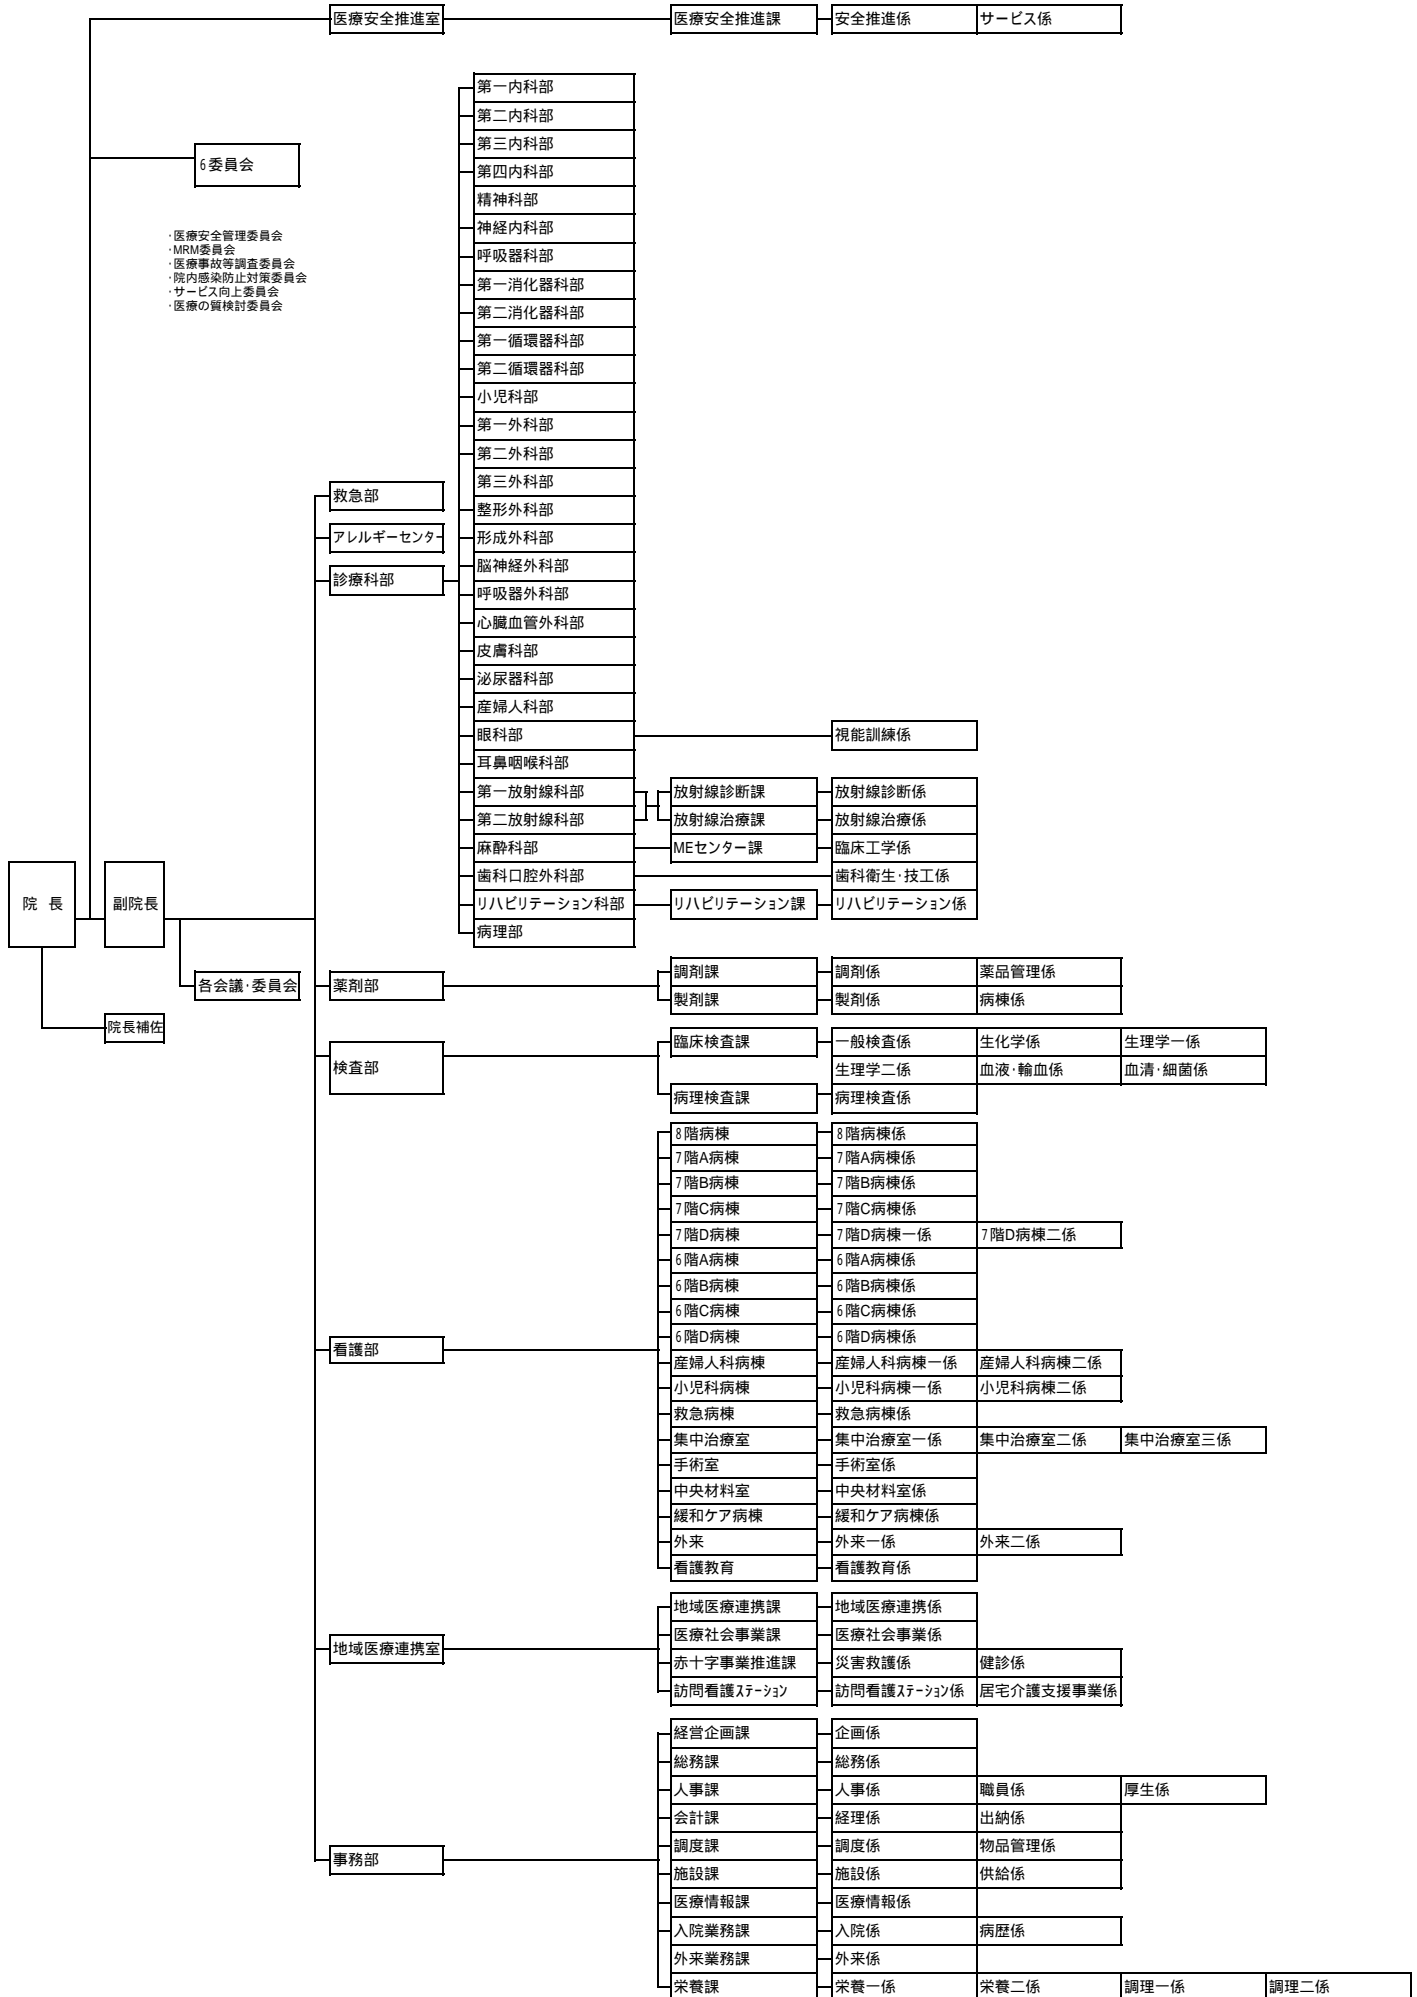 医療安全推進室 医療安全推進課 安全推進係 サービス係
第一内科部
第二内科部
第三内科部
6委員会
第四内科部
精神科部
神経内科部
・医療安全管理委員会
・MRM委員会
・医療事故等調査委員会
・院内感染防止対策委員会
・サービス向上委員会
・医療の質検討委員会
呼吸器科部
第一消化器科部
第二消化器科部
第一循環器科部
第二循環器科部
小児科部
第一外科部
第二外科部
第三外科部
救急部
整形外科部
アレルギーセンター 形成外科部
脳神経外科部
診療科部
呼吸器外科部
心臓血管外科部
皮膚科部
泌尿器科部
産婦人科部
眼科部 視能訓練係
耳鼻咽喉科部
第一放射線科部 放射線診断課 放射線診断係
第二放射線科部 放射線治療課 放射線治療係
麻酔科部 MEセンター課 臨床工学係
歯科口腔外科部 歯科衛生・技工係
院 長 副院長 リハビリテーション科部 リハビリテーション課 リハビリテーション係
病理部
調剤課 調剤係 薬品管理係
各会議・委員会 薬剤部
製剤課 製剤係 病棟係
院長補佐
臨床検査課 一般検査係 生化学係 生理学一係
検査部 生理学二係 血液・輸血係 血清・細菌係
病理検査課 病理検査係
8階病棟 8階病棟係
7階A病棟 7階A病棟係
7階B病棟 7階B病棟係
7階C病棟 7階C病棟係
7階D病棟 7階D病棟一係 7階D病棟二係
6階A病棟 6階A病棟係
6階B病棟 6階B病棟係
6階C病棟 6階C病棟係
6階D病棟 6階D病棟係
看護部
産婦人科病棟 産婦人科病棟一係 産婦人科病棟二係
小児科病棟 小児科病棟一係 小児科病棟二係
救急病棟 救急病棟係
集中治療室 集中治療室一係 集中治療室二係 集中治療室三係
手術室 手術室係
中央材料室 中央材料室係
緩和ケア病棟 緩和ケア病棟係
外来 外来一係 外来二係
看護教育 看護教育係
地域医療連携課 地域医療連携係
医療社会事業課 医療社会事業係
地域医療連携室
赤十字事業推進課 災害救護係 健診係
訪問看護ステーション 訪問看護ステーション係 居宅介護支援事業係
経営企画課 企画係
総務課 総務係
人事課 人事係 職員係 厚生係
会計課 経理係 出納係
調度課 調度係 物品管理係
事務部
施設課 施設係 供給係
医療情報課 医療情報係
入院業務課 入院係 病歴係
外来業務課 外来係
栄養課 栄養一係 栄養二係 調理一係 調理二係